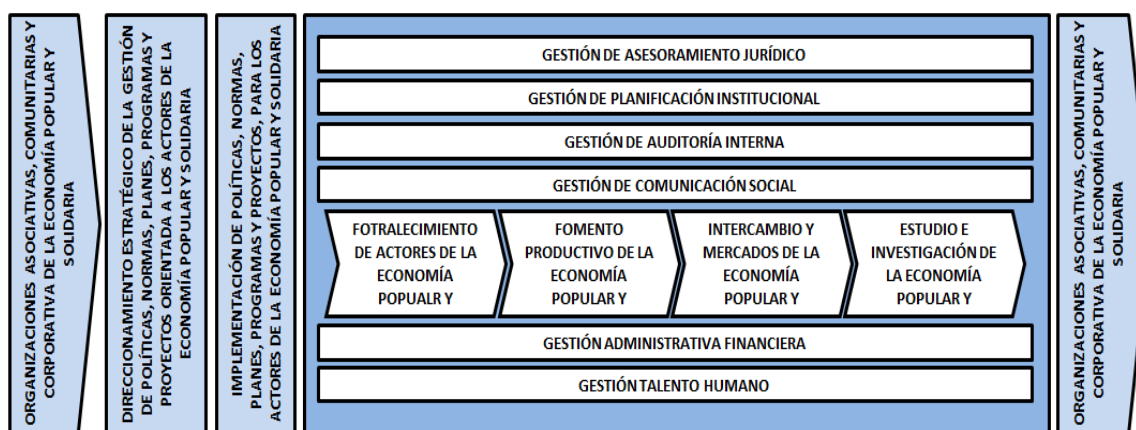 ORGANIZACIONES ASOCIATIVAS, COMUNITARIAS Y
CORPORATIVA DE LA ECONOMÍA POPULAR Y
SOLIDARIA
DIRECCIONAMIENTO ESTRATÉGICO DE LA GESTIÓN
DE POLÍTICAS, NORMAS, PLANES, PROGRAMAS Y
PROYECTOS ORIENTADA A LOS ACTORES DE LA
ECONOMÍA POPULAR Y SOLIDARIA
IMPLEMENTACIÓN DE POLÍTICAS, NORMAS,
PLANES, PROGRAMAS Y PROYECTOS, PARA LOS
ACTORES DE LA ECONOMÍA POPULAR Y SOLIDARIA
GESTIÓN DE ASESORAMIENTO JURÍDICO
GESTIÓN DE PLANIFICACIÓN INSTITUCIONAL
GESTIÓN DE AUDITORÍA INTERNA
GESTIÓN DE COMUNICACIÓN SOCIAL
FOTRALECIMIENTO
DE ACTORES DE LA
ECONOMÍA
POPUALR Y
FOMENTO
PRODUCTIVO DE LA
ECONOMÍA
POPULAR Y
INTERCAMBIO Y
MERCADOS DE LA
ECONOMÍA
POPULAR Y
ESTUDIO E
INVESTIGACIÓN DE
LA ECONOMÍA
POPULAR Y
GESTIÓN ADMINISTRATIVA FINANCIERA
GESTIÓN TALENTO HUMANO
ORGANIZACIONES ASOCIATIVAS, COMUNITARIAS Y
CORPORATIVA DE LA ECONOMÍA POPULAR Y
SOLIDARIA